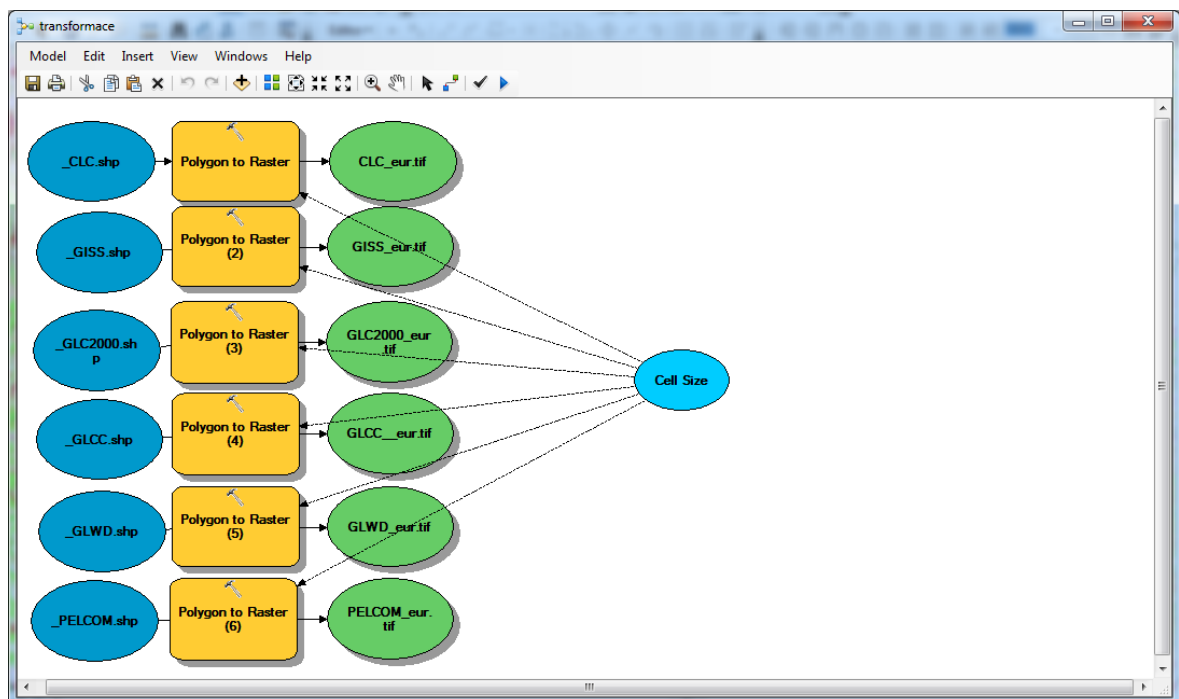 transformace
Model Edit Insert View Windows Help
_CLC.shp
Polygon to Raster
CLC_eur.tif
_GISS.shp
Polygon to Raster
(2)
GISS_eur.tif
_GLC2000.sh
p
Polygon to Raster
(3)
GLC2000_eur
.tif
Cell Size
_GLCC.shp
Polygon to Raster
(4)
GLCC__eur.tif
_GLWD.shp
Polygon to Raster
(5)
GLWD_eur.tif
_PELCOM.shp
Polygon to Raster
(6)
PELCOM_eur.
tif